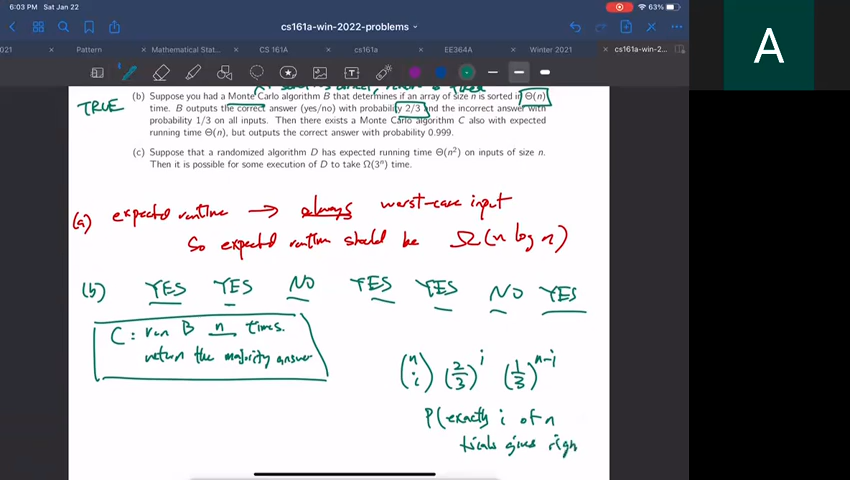 6:03 PM Sat Jan 22
63%
cs161a-win-2022-problems
2021
Pattern
Mathematical Stat...
CS 161A
cs161a
EE364A
Winter 2021
cs161a-win-2...
A
TRUE
(b) Suppose you had a Monte Carlo algorithm B that determines if an array of size n is sorted in Θ(n)
time. B outputs the correct answer (yes/no) with probability 2/3 and the incorrect answer with
probability 1/3 on all inputs. Then there exists a Monte Carlo algorithm C also with expected
running time Θ(n), but outputs the correct answer with probability 0.999.
(c) Suppose that a randomized algorithm D has expected running time Θ(n²) on inputs of size n.
Then it is possible for some execution of D to take Ω(3ⁿ) time.
(a) expected runtime → always worst-case input
So expected runtime should be Ω(n log n)
(b) YES YES NO YES YES NO YES
C: run B n times.
return the majority answer
(n i) (2/3)^i (1/3)^n-i
P(exactly i of n
trials gives righ